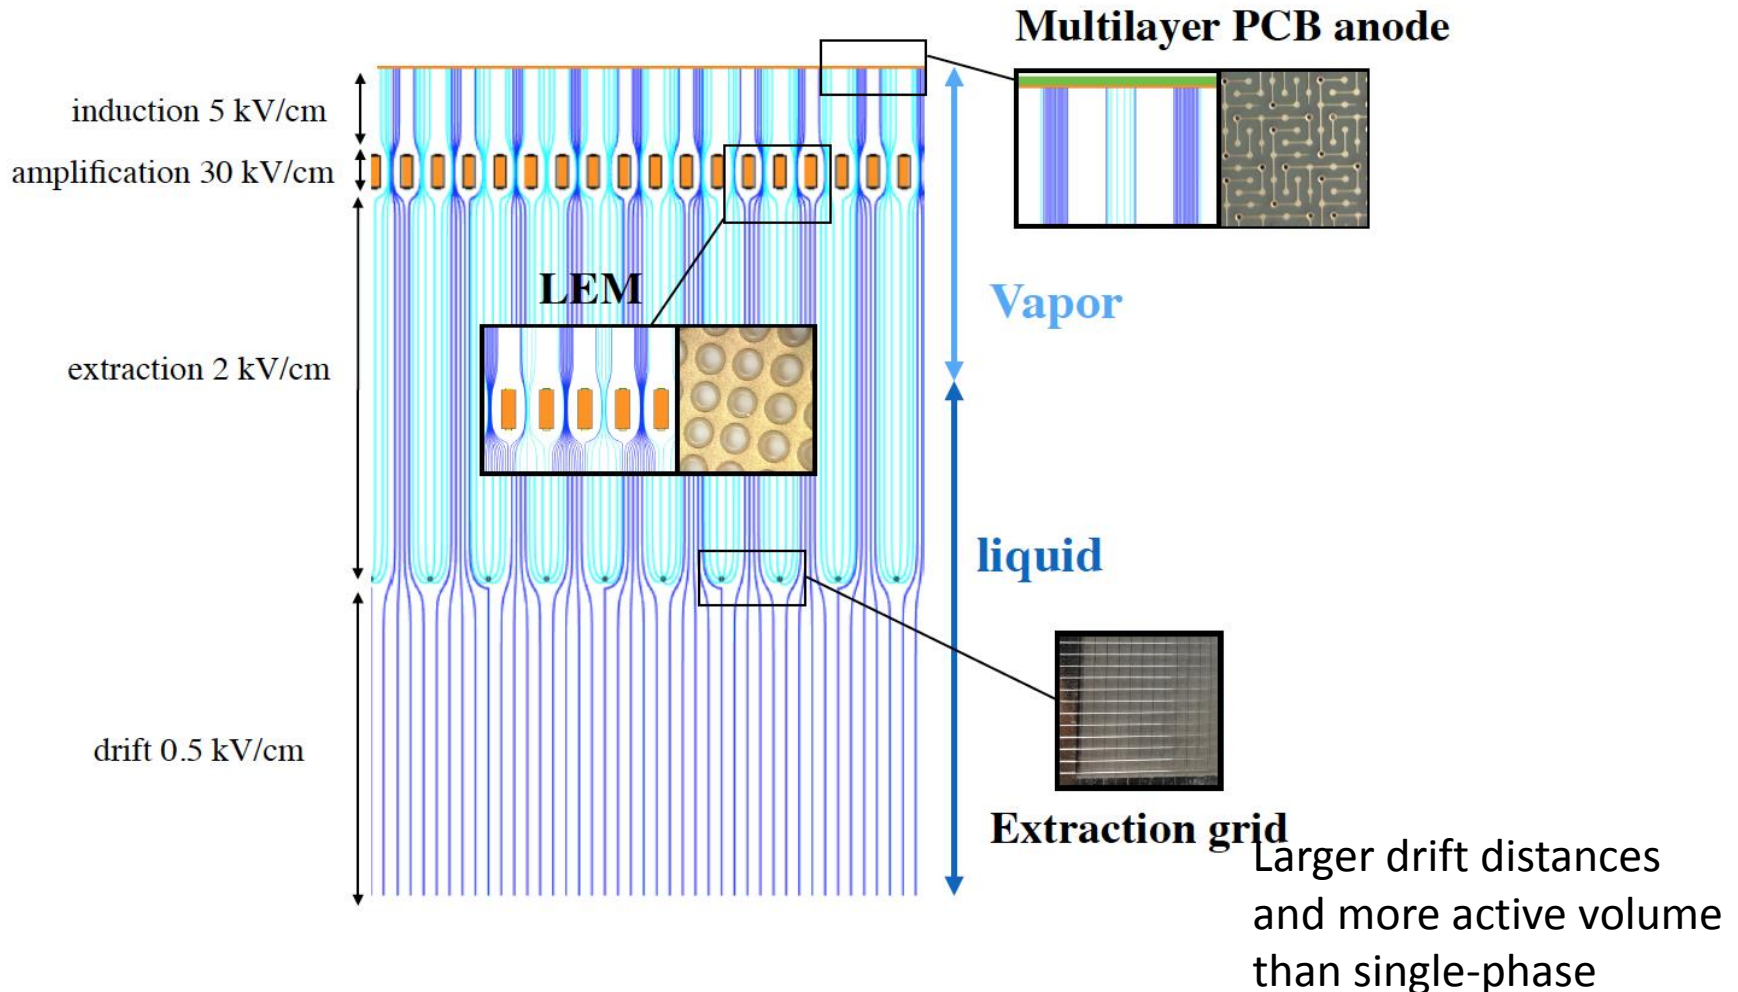 Multilayer PCB anode
induction 5 kV/cm
amplification 30 kV/cm
LEM
Vapor
extraction 2 kV/cm
liquid
drift 0.5 kV/cm
Extraction grid
Larger drift distances
and more active volume
than single-phase